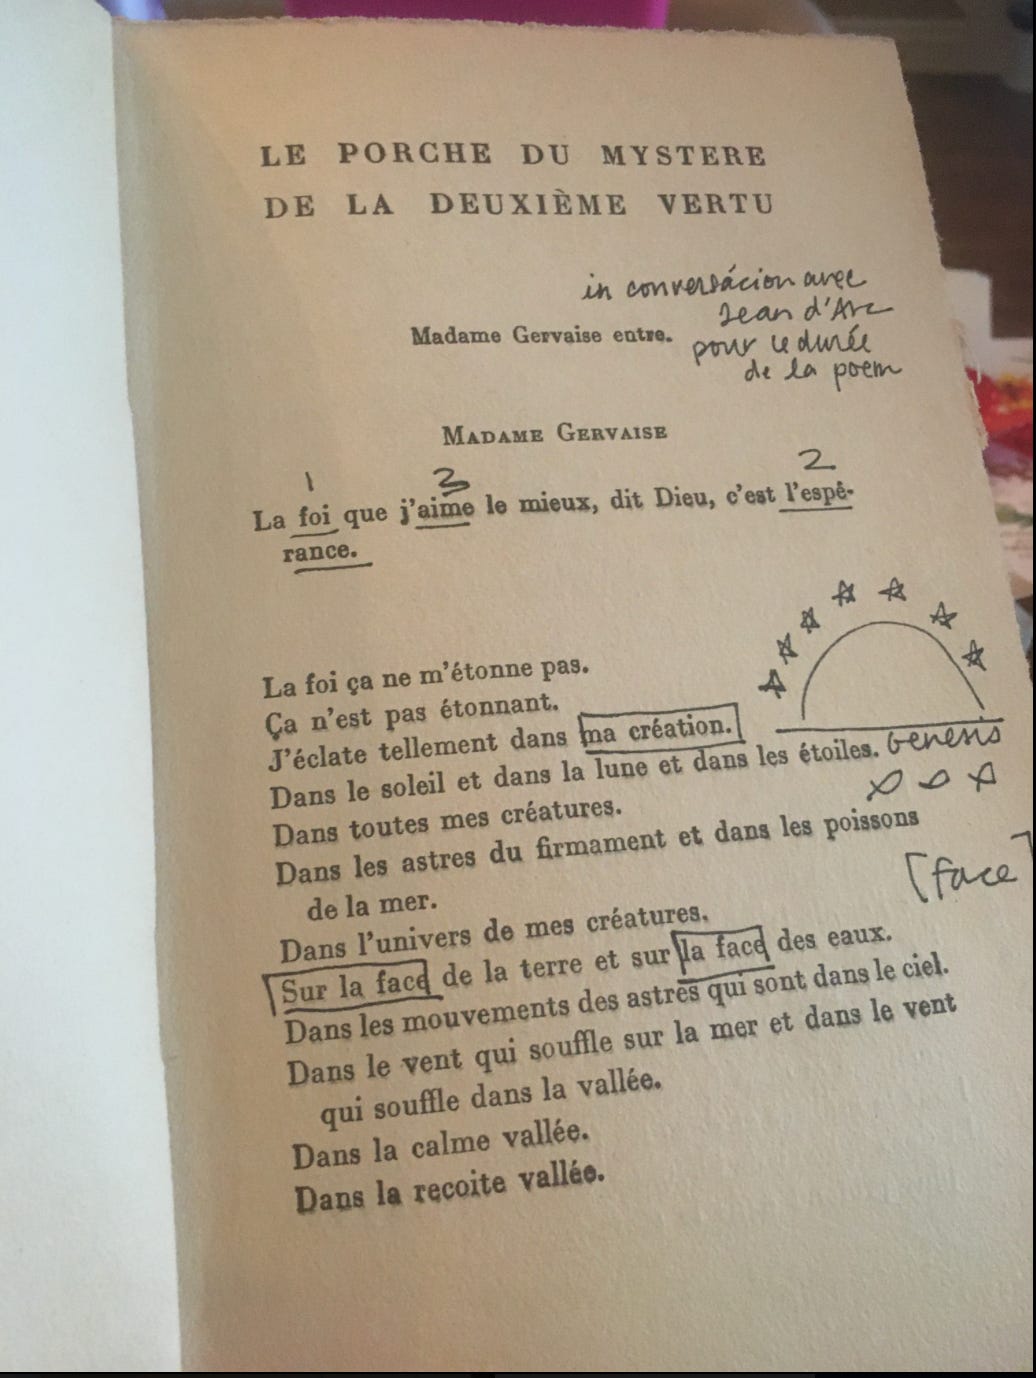 LE PORCHE DU MYSTERE
DE LA DEUXIÈME VERTU
in conversácion avec
Jean d'Arc
Madame Gervaise entre.
pour le durée
de la poem
MADAME GERVAISE
1 3 2
La foi que j'aime le mieux, dit Dieu, c'est l'espé-
rance.
La foi ça ne m'étonne pas.
Ça n'est pas étonnant.
J'éclate tellement dans ma création.
Dans le soleil et dans la lune et dans les étoiles. Genesis
Dans toutes mes créatures.
Dans les astres du firmament et dans les poissons
de la mer.
[face]
Dans l'univers de mes créatures.
Sur la face de la terre et sur la face des eaux.
Dans les mouvements des astres qui sont dans le ciel.
Dans le vent qui souffle sur la mer et dans le vent
qui souffle dans la vallée.
Dans la calme vallée.
Dans la recoite vallée.